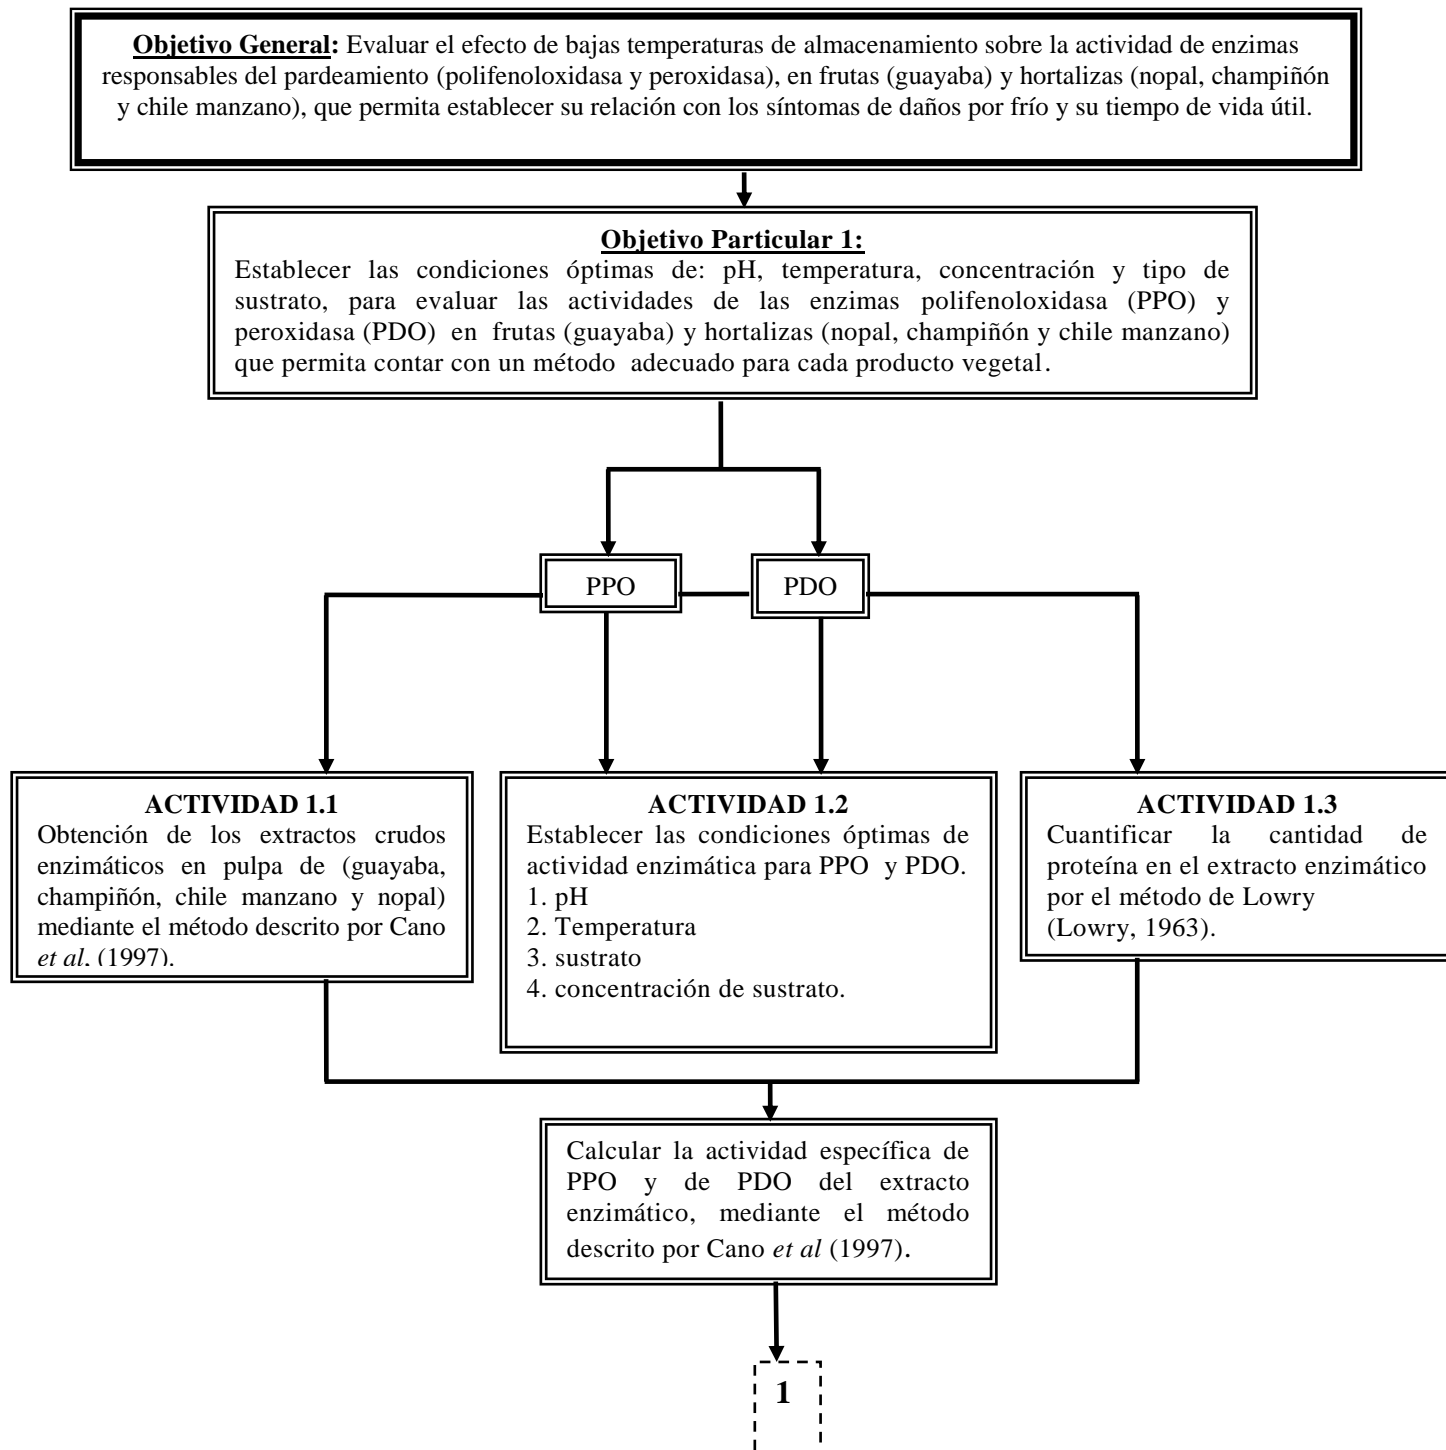 Objetivo General: Evaluar el efecto de bajas temperaturas de almacenamiento sobre la actividad de enzimas
responsables del pardeamiento (polifenoloxidasa y peroxidasa), en frutas (guayaba) y hortalizas (nopal, champiñón
y chile manzano), que permita establecer su relación con los síntomas de daños por frío y su tiempo de vida útil.
Objetivo Particular 1:
Establecer las condiciones óptimas de: pH, temperatura, concentración y tipo de
sustrato, para evaluar las actividades de las enzimas polifenoloxidasa (PPO) y
peroxidasa (PDO) en frutas (guayaba) y hortalizas (nopal, champiñón y chile manzano)
que permita contar con un método adecuado para cada producto vegetal.
PPO
PDO
ACTIVIDAD 1.1
Obtención de los extractos crudos
enzimáticos en pulpa de (guayaba,
champiñón, chile manzano y nopal)
mediante el método descrito por Cano
et al. (1997).
ACTIVIDAD 1.2
Establecer las condiciones óptimas de
actividad enzimática para PPO y PDO.
1. pH
2. Temperatura
3. sustrato
4. concentración de sustrato.
ACTIVIDAD 1.3
Cuantificar la cantidad de
proteína en el extracto enzimático
por el método de Lowry
(Lowry, 1963).
Calcular la actividad específica de
PPO y de PDO del extracto
enzimático, mediante el método
descrito por Cano et al (1997).
1